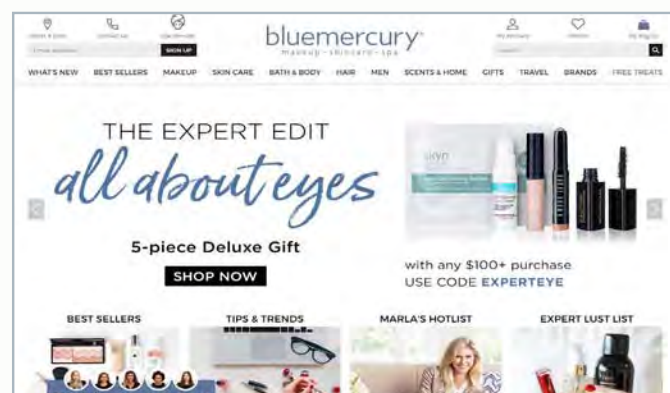 SIGN UP
bluemercury
makeup • skincare • spa
WHAT'S NEW BEST SELLERS MAKEUP SKIN CARE BATH & BODY HAIR MEN SCENTS & HOME GIFTS TRAVEL BRANDS FREE TREATS
THE EXPERT EDIT
all about eyes
5-piece Deluxe Gift
SHOP NOW
with any $100+ purchase
USE CODE EXPERTEYE
BEST SELLERS TIPS & TRENDS MARLA'S HOTLIST EXPERT LUST LIST